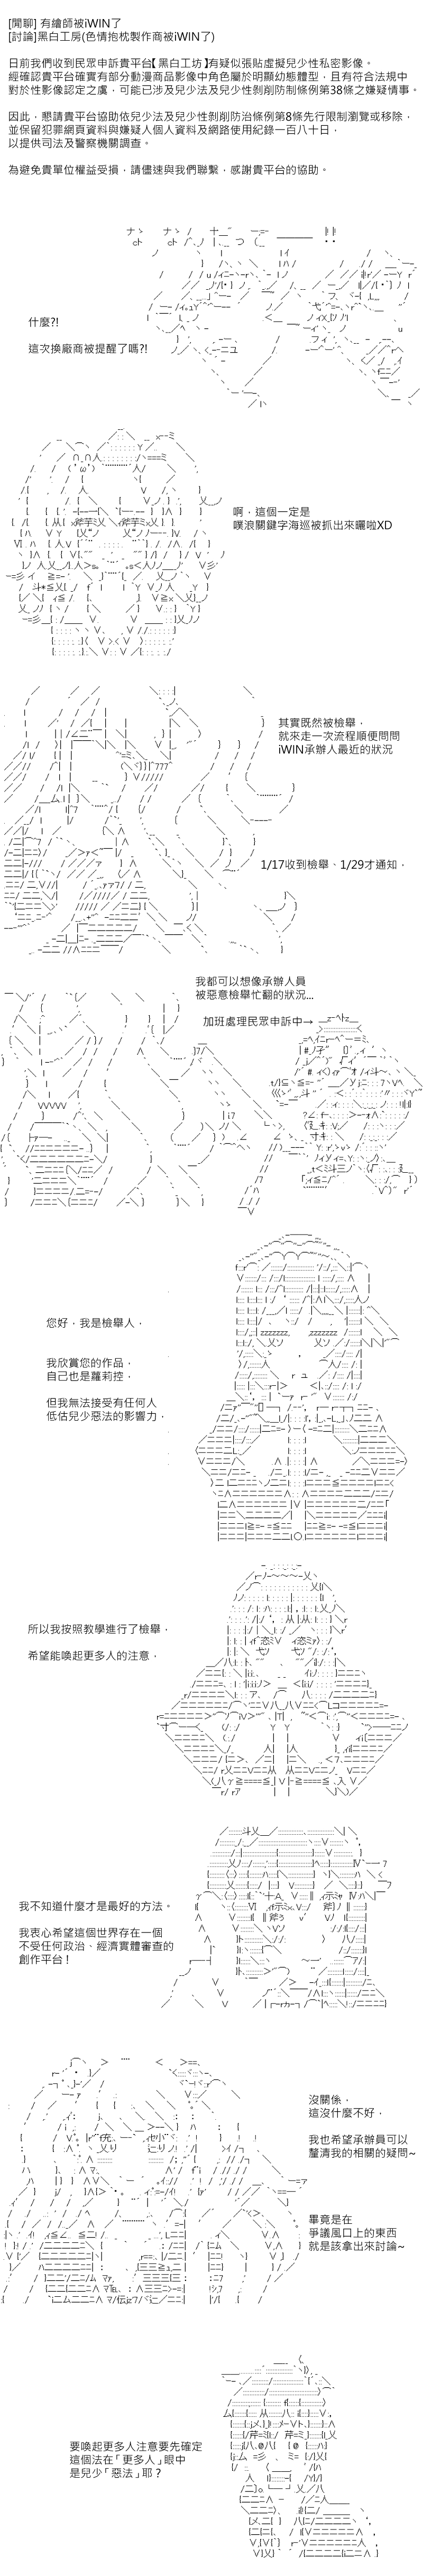 [閒聊] 有繪師被iWIN了
[討論]黑白工房(色情抱枕製作商被iWIN了)
日前我們收到民眾申訴貴平台【黑白工坊】有疑似張貼虛擬兒少性私密影像。
經確認貴平台確實有部分動漫商品影像中角色屬於明顯幼態體型，且有符合法規中
對於性影像認定之虞，可能已涉及兒少法及兒少性剝削防制條例第38條之嫌疑情事。
因此，懇請貴平台協助依兒少法及兒少性剝削防治條例第8條先行限制瀏覽或移除，
並保留犯罪網頁資料與嫌疑人個人資料及網路使用紀錄一百八十日，
以提供司法及警察機關調查。
為避免貴單位權益受損，請儘速與我們聯繫，感謝貴平台的協助。
什麼?!
這次換廠商被提醒了嗎?!
啊，這個一定是
噗浪關鍵字海巡被抓出來曬啦XD
其實既然被檢舉，
就來走一次流程順便問問
iWIN承辦人最近的狀況
1/17收到檢舉、1/29才通知，
我都可以想像承辦人員
被惡意檢舉忙翻的狀況...
加班處理民眾申訴中→
您好，我是檢舉人，
我欣賞您的作品，
自己也是蘿莉控，
但我無法接受有任何人
低估兒少惡法的影響力，
所以我按照教學進行了檢舉，
希望能喚起更多人的注意，
我不知道什麼才是最好的方法。
我衷心希望這個世界存在一個
不受任何政治、經濟實體審查的
創作平台！
沒關係，
這沒什麼不好，
我也希望承辦員可以
釐清我的相關的疑問~
畢竟是在
爭議風口上的東西
就是該拿出來討論~
要喚起更多人注意要先確定
這個法在「更多人」眼中
是兒少「惡法」耶？